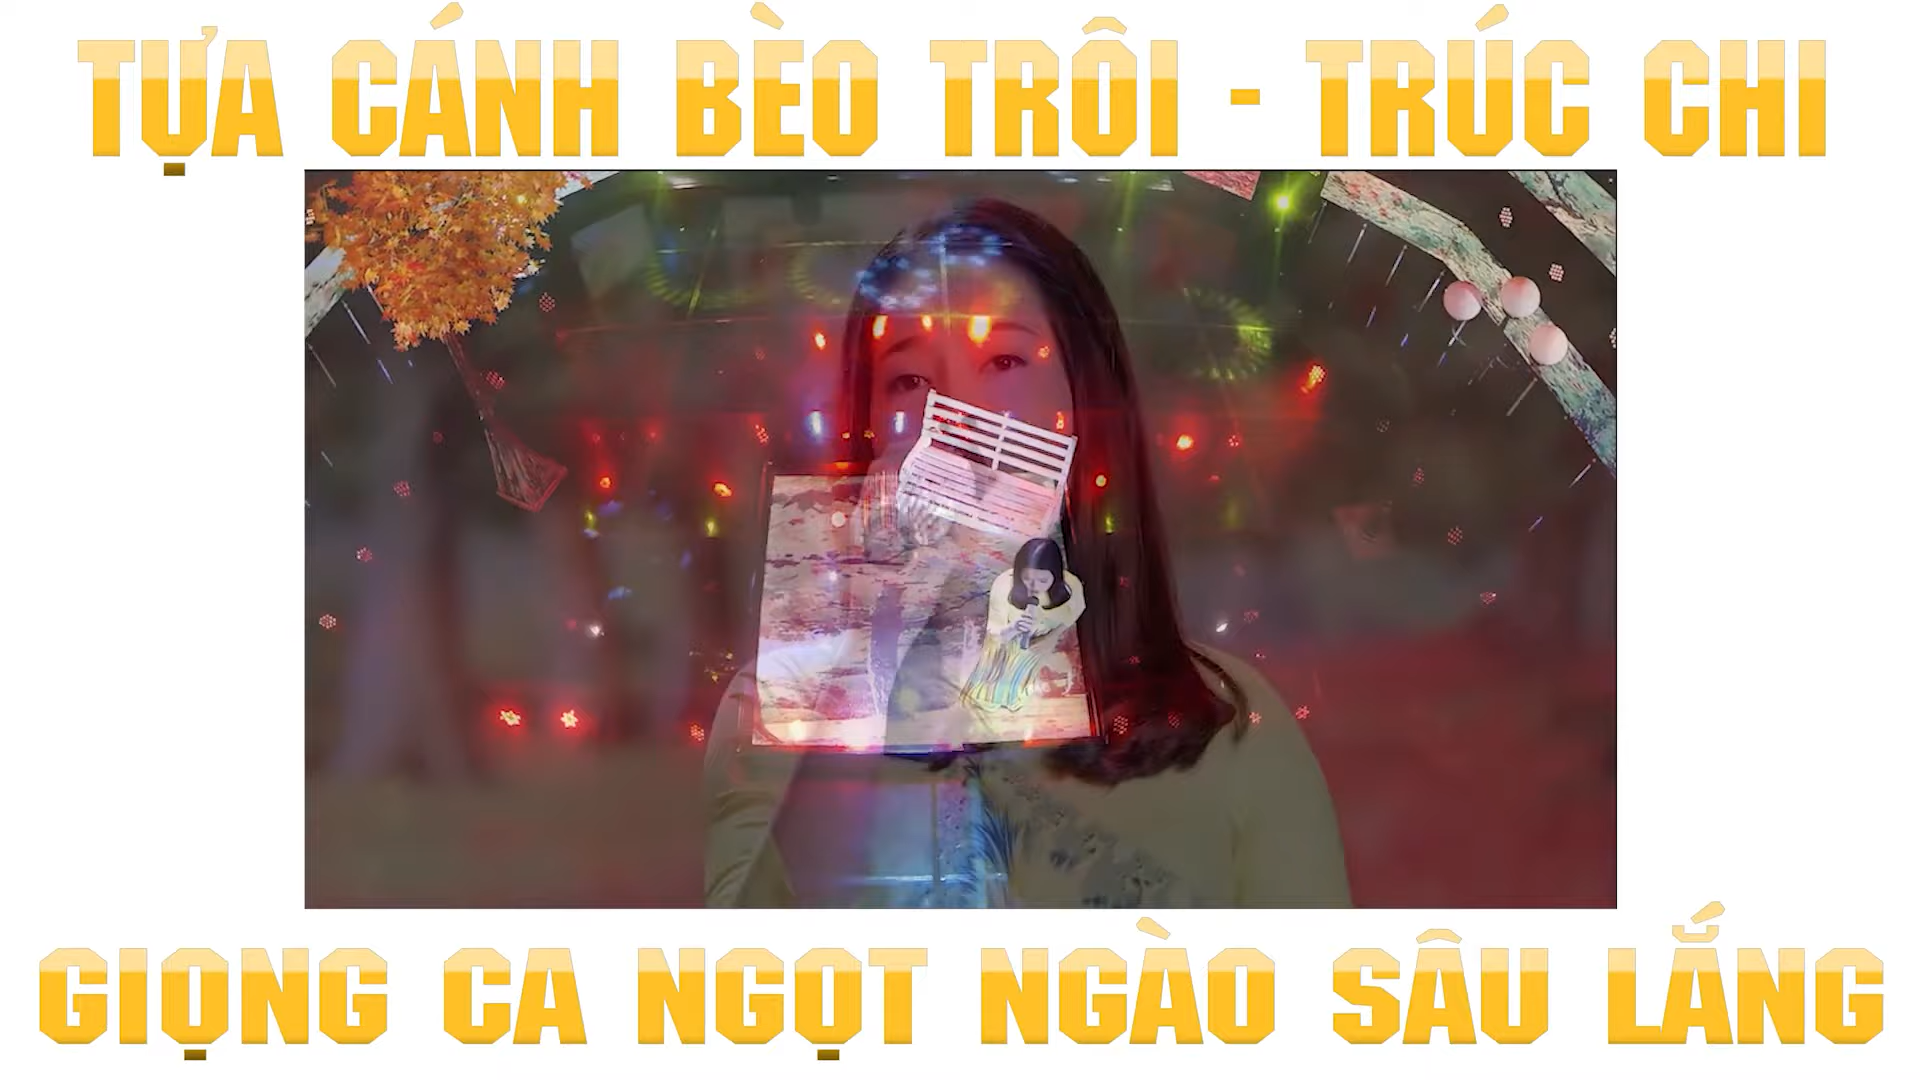 TỰA CÁNH BÈO TRÔI - TRÚC CHI
GIỌNG CA NGỌT NGÀO SÂU LẮNG